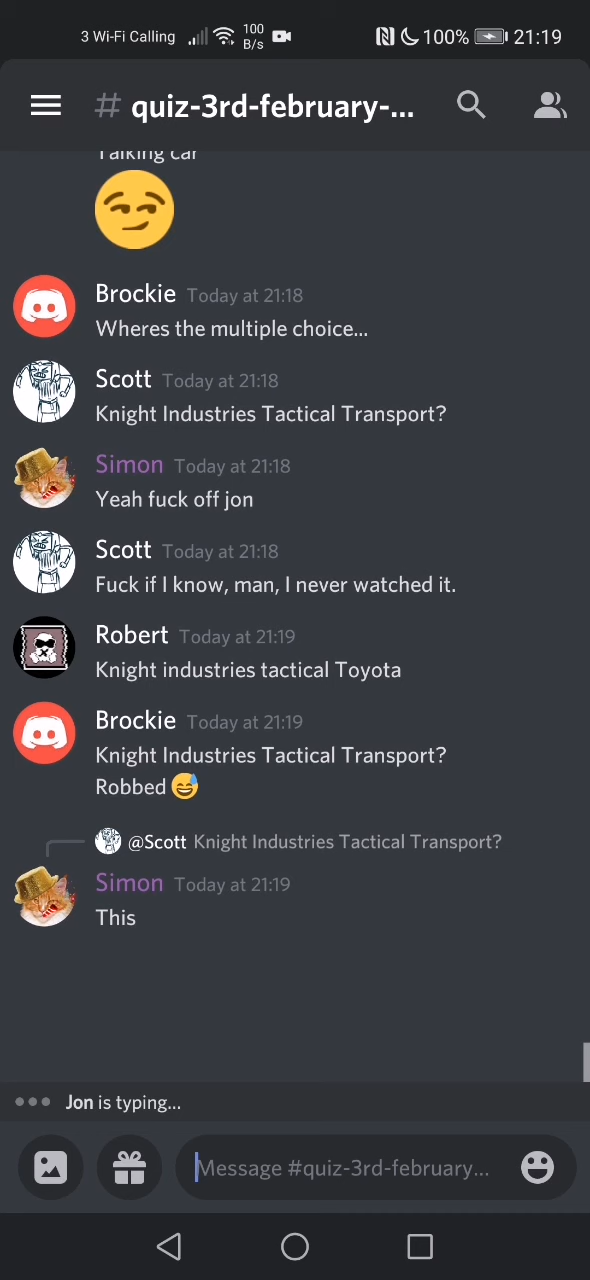 3 Wi-Fi Calling 100 B/s 100% 21:19
# quiz-3rd-february-...
Talking car
Brockie Today at 21:18
Wheres the multiple choice...
Scott Today at 21:18
Knight Industries Tactical Transport?
Simon Today at 21:18
Yeah fuck off jon
Scott Today at 21:18
Fuck if I know, man, I never watched it.
Robert Today at 21:19
Knight industries tactical Toyota
Brockie Today at 21:19
Knight Industries Tactical Transport?
Robbed
@Scott Knight Industries Tactical Transport?
Simon Today at 21:19
This
Jon is typing...
Message #quiz-3rd-february...